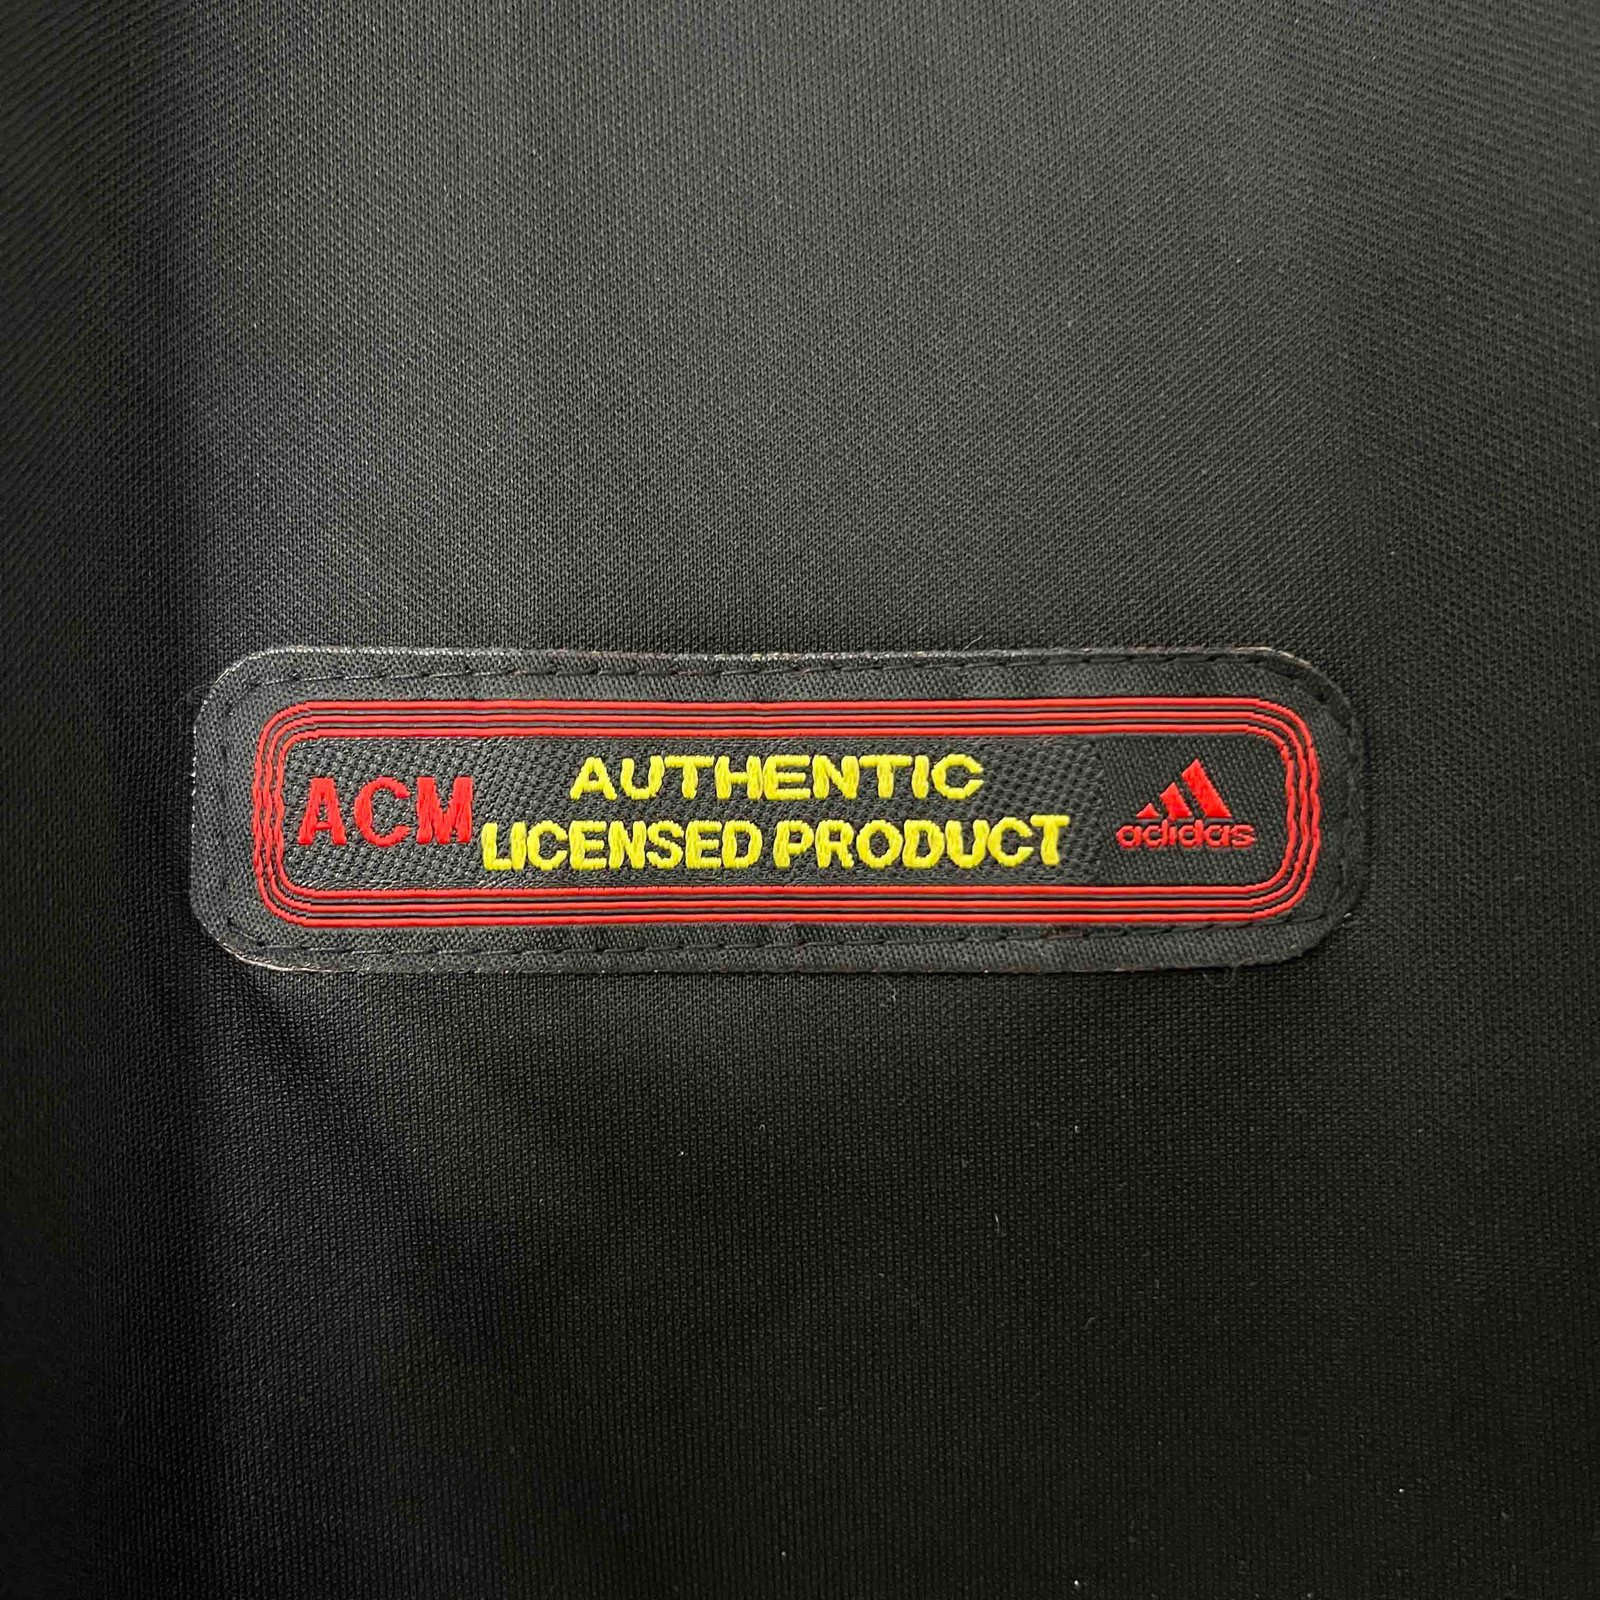 ACM
AUTHENTIC
LICENSED PRODUCT
adidas